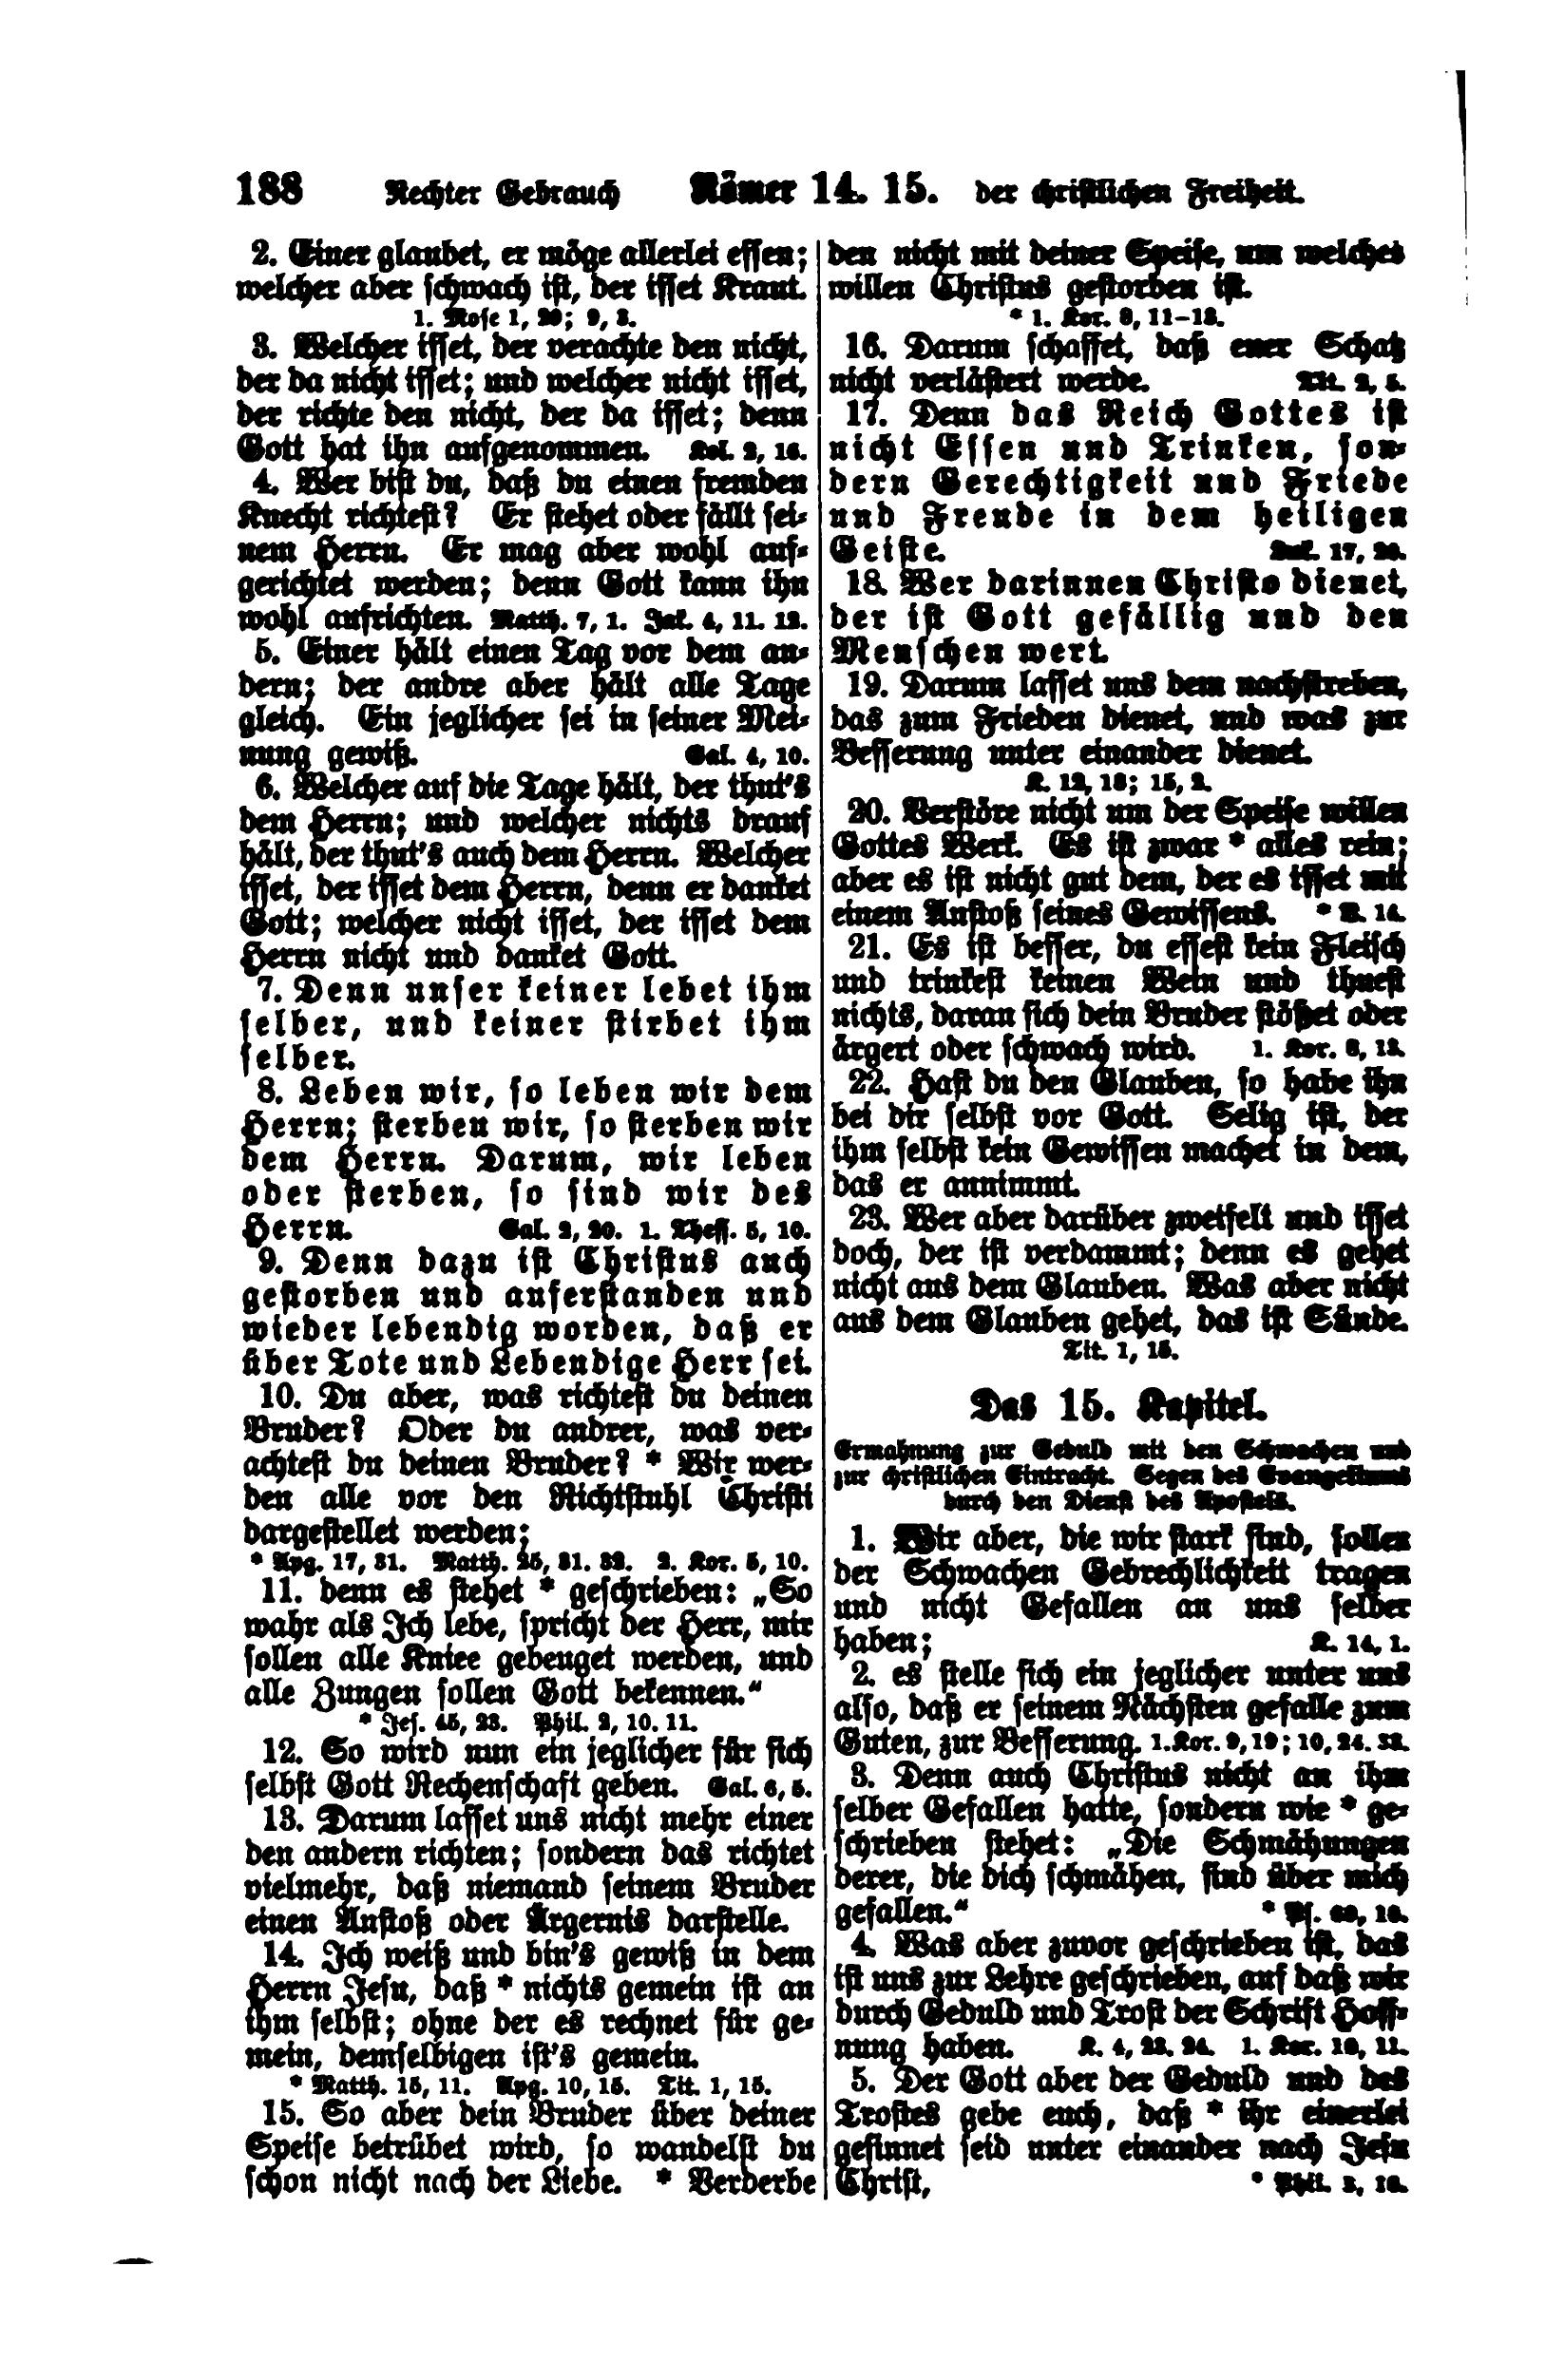 188 Rechter Gebrauch Römer 14. 15. der christlichen Freiheit.
2. Einer glaubet, er möge allerlei essen;
welcher aber schwach ist, der isset Kraut.
1. Mose 1, 29; 9, 3.
3. Welcher isset, der verachte den nicht,
der da nicht isset; und welcher nicht isset,
der richte den nicht, der da isset; denn
Gott hat ihn aufgenommen. Kol. 2, 16.
4. Wer bist du, daß du einen fremden
Knecht richtest? Er stehet oder fällt sei-
nem Herrn. Er mag aber wohl auf-
gerichtet werden; denn Gott kann ihn
wohl aufrichten. Matth. 7, 1. Jak. 4, 11. 12.
5. Einer hält einen Tag vor dem an-
dern; der andre aber hält alle Tage
gleich. Ein jeglicher sei in seiner Mei-
nung gewiß. Gal. 4, 10.
6. Welcher auf die Tage hält, der thut's
dem Herrn; und welcher nichts drauf
hält, der thut's auch dem Herrn. Welcher
isset, der isset dem Herrn, denn er danket
Gott; welcher nicht isset, der isset dem
Herrn nicht und danket Gott.
7. Denn unser keiner lebet ihm
selber, und keiner stirbet ihm
selber.
8. Leben wir, so leben wir dem
Herrn; sterben wir, so sterben wir
dem Herrn. Darum, wir leben
oder sterben, so sind wir des
Herrn. Gal. 2, 20. 1. Thess. 5, 10.
9. Denn dazu ist Christus auch
gestorben und auferstanden und
wieder lebendig worden, daß er
über Tote und Lebendige Herr sei.
10. Du aber, was richtest du deinen
Bruder? Oder du andrer, was ver-
achtest du deinen Bruder? * Wir wer-
den alle vor den Richtstuhl Christi
dargestellet werden;
* Apg. 17, 31. Matth. 25, 31. 32. 2. Kor. 5, 10.
11. denn es stehet * geschrieben: „So
wahr als Ich lebe, spricht der Herr, mir
sollen alle Kniee gebeuget werden, und
alle Zungen sollen Gott bekennen.“
* Jes. 45, 23. Phil. 2, 10. 11.
12. So wird nun ein jeglicher für sich
selbst Gott Rechenschaft geben. Gal. 6, 5.
13. Darum lasset uns nicht mehr einer
den andern richten; sondern das richtet
vielmehr, daß niemand seinem Bruder
einen Anstoß oder Ärgernis darstelle.
14. Ich weiß und bin's gewiß in dem
Herrn Jesu, daß * nichts gemein ist an
ihm selbst; ohne der es rechnet für ge-
mein, demselbigen ist's gemein.
* Matth. 15, 11. Apg. 10, 15. Tit. 1, 15.
15. So aber dein Bruder über deiner
Speise betrübet wird, so wandelst du
schon nicht nach der Liebe. * Verderbe
den nicht mit deiner Speise, um welches
willen Christus gestorben ist.
* 1. Kor. 8, 11–13.
16. Darum schaffet, daß euer Schatz
nicht verlästert werde. Tit. 2, 5.
17. Denn das Reich Gottes ist
nicht Essen und Trinken, son-
dern Gerechtigkeit und Friede
und Freude in dem heiligen
Geiste. Luk. 17, 20.
18. Wer darinnen Christo dienet,
der ist Gott gefällig und den
Menschen wert.
19. Darum lasset uns dem nachstreben,
das zum Frieden dienet, und was zur
Besserung unter einander dienet.
K. 12, 18; 15, 2.
20. Verstöre nicht um der Speise willen
Gottes Werk. Es ist zwar * alles rein;
aber es ist nicht gut dem, der es isset mit
einem Anstoß seines Gewissens. * V. 14.
21. Es ist besser, du essest kein Fleisch
und trinkest keinen Wein und thuest
nichts, daran sich dein Bruder stößet oder
ärgert oder schwach wird. 1. Kor. 8, 13.
22. Hast du den Glauben, so habe ihn
bei dir selbst vor Gott. Selig ist, der
ihm selbst kein Gewissen machet in dem,
das er annimmt.
23. Wer aber darüber zweifelt und isset
doch, der ist verdammt; denn es gehet
nicht aus dem Glauben. Was aber nicht
aus dem Glauben gehet, das ist Sünde.
Tit. 1, 15.
Das 15. Kapitel.
Ermahnung zur Geduld mit den Schwachen und
zur christlichen Eintracht. Segen des Evangeliums
durch den Dienst des Apostels.
1. Wir aber, die wir stark sind, sollen
der Schwachen Gebrechlichkeit tragen
und nicht Gefallen an uns selber
haben; K. 14, 1.
2. es stelle sich ein jeglicher unter uns
also, daß er seinem Nächsten gefalle zum
Guten, zur Besserung. 1. Kor. 9, 19; 10, 24. 33.
3. Denn auch Christus nicht an ihm
selber Gefallen hatte, sondern wie * ge-
schrieben stehet: „Die Schmähungen
derer, die dich schmähen, sind über mich
gefallen.“ * Ps. 69, 10.
4. Was aber zuvor geschrieben ist, das
ist uns zur Lehre geschrieben, auf daß wir
durch Geduld und Trost der Schrift Hoff-
nung haben. K. 4, 23. 24. 1. Kor. 10, 11.
5. Der Gott aber der Geduld und des
Trostes gebe euch, daß * ihr einerlei
gesinnet seid unter einander nach Jesu
Christ, * Phil. 3, 16.